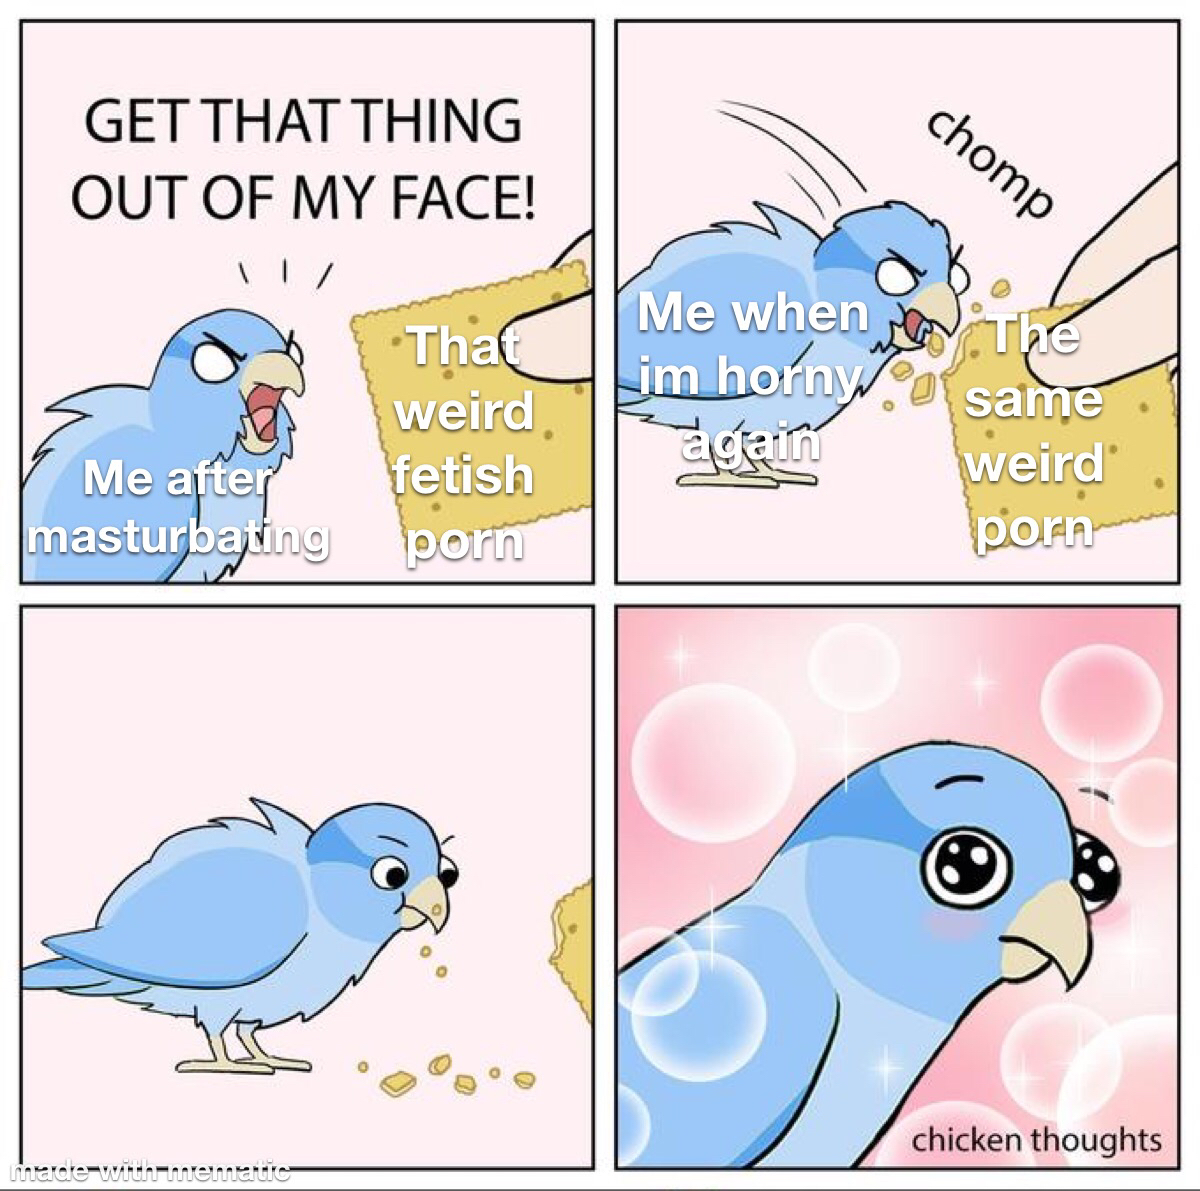 GET THAT THING
OUT OF MY FACE!
Me after
masturbating
That
weird
fetish
porn
chomp
Me when
im horny
again
The
same
weird
porn
chicken thoughts
made with mematic